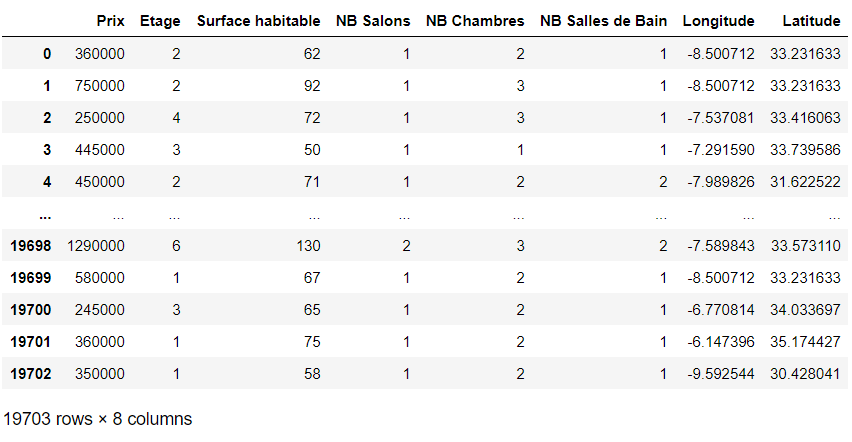 Prix Etage Surface habitable NB Salons NB Chambres NB Salles de Bain Longitude Latitude
0 360000 2 62 1 2 1 -8.500712 33.231633
1 750000 2 92 1 3 1 -8.500712 33.231633
2 250000 4 72 1 3 1 -7.537081 33.416063
3 445000 3 50 1 1 1 -7.291590 33.739586
4 450000 2 71 1 2 2 -7.989826 31.622522
... ... ... ... ... ... ... ... ...
19698 1290000 6 130 2 3 2 -7.589843 33.573110
19699 580000 1 67 1 2 1 -8.500712 33.231633
19700 245000 3 65 1 2 1 -6.770814 34.033697
19701 360000 1 75 1 2 1 -6.147396 35.174427
19702 350000 1 58 1 2 1 -9.592544 30.428041
19703 rows × 8 columns